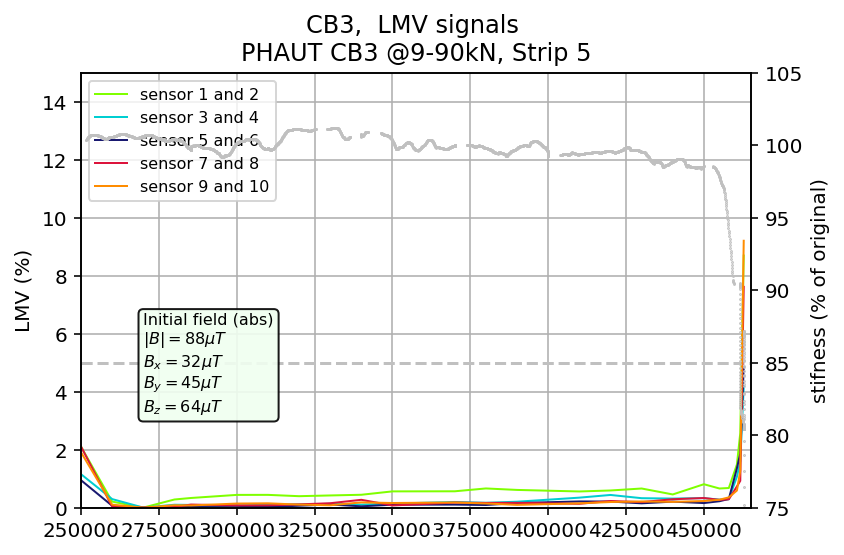 CB3,  LMV signals
PHAUT CB3 @9-90kN, Strip 5
sensor 1 and 2
sensor 3 and 4
sensor 5 and 6
sensor 7 and 8
sensor 9 and 10
Initial field (abs)
|B| = 88μT
Bx = 32μT
By = 45μT
Bz = 64μT
LMV (%)
14
12
10
8
6
4
2
0
stifness (% of original)
105
100
95
90
85
80
75
250000 275000 300000 325000 350000 375000 400000 425000 450000